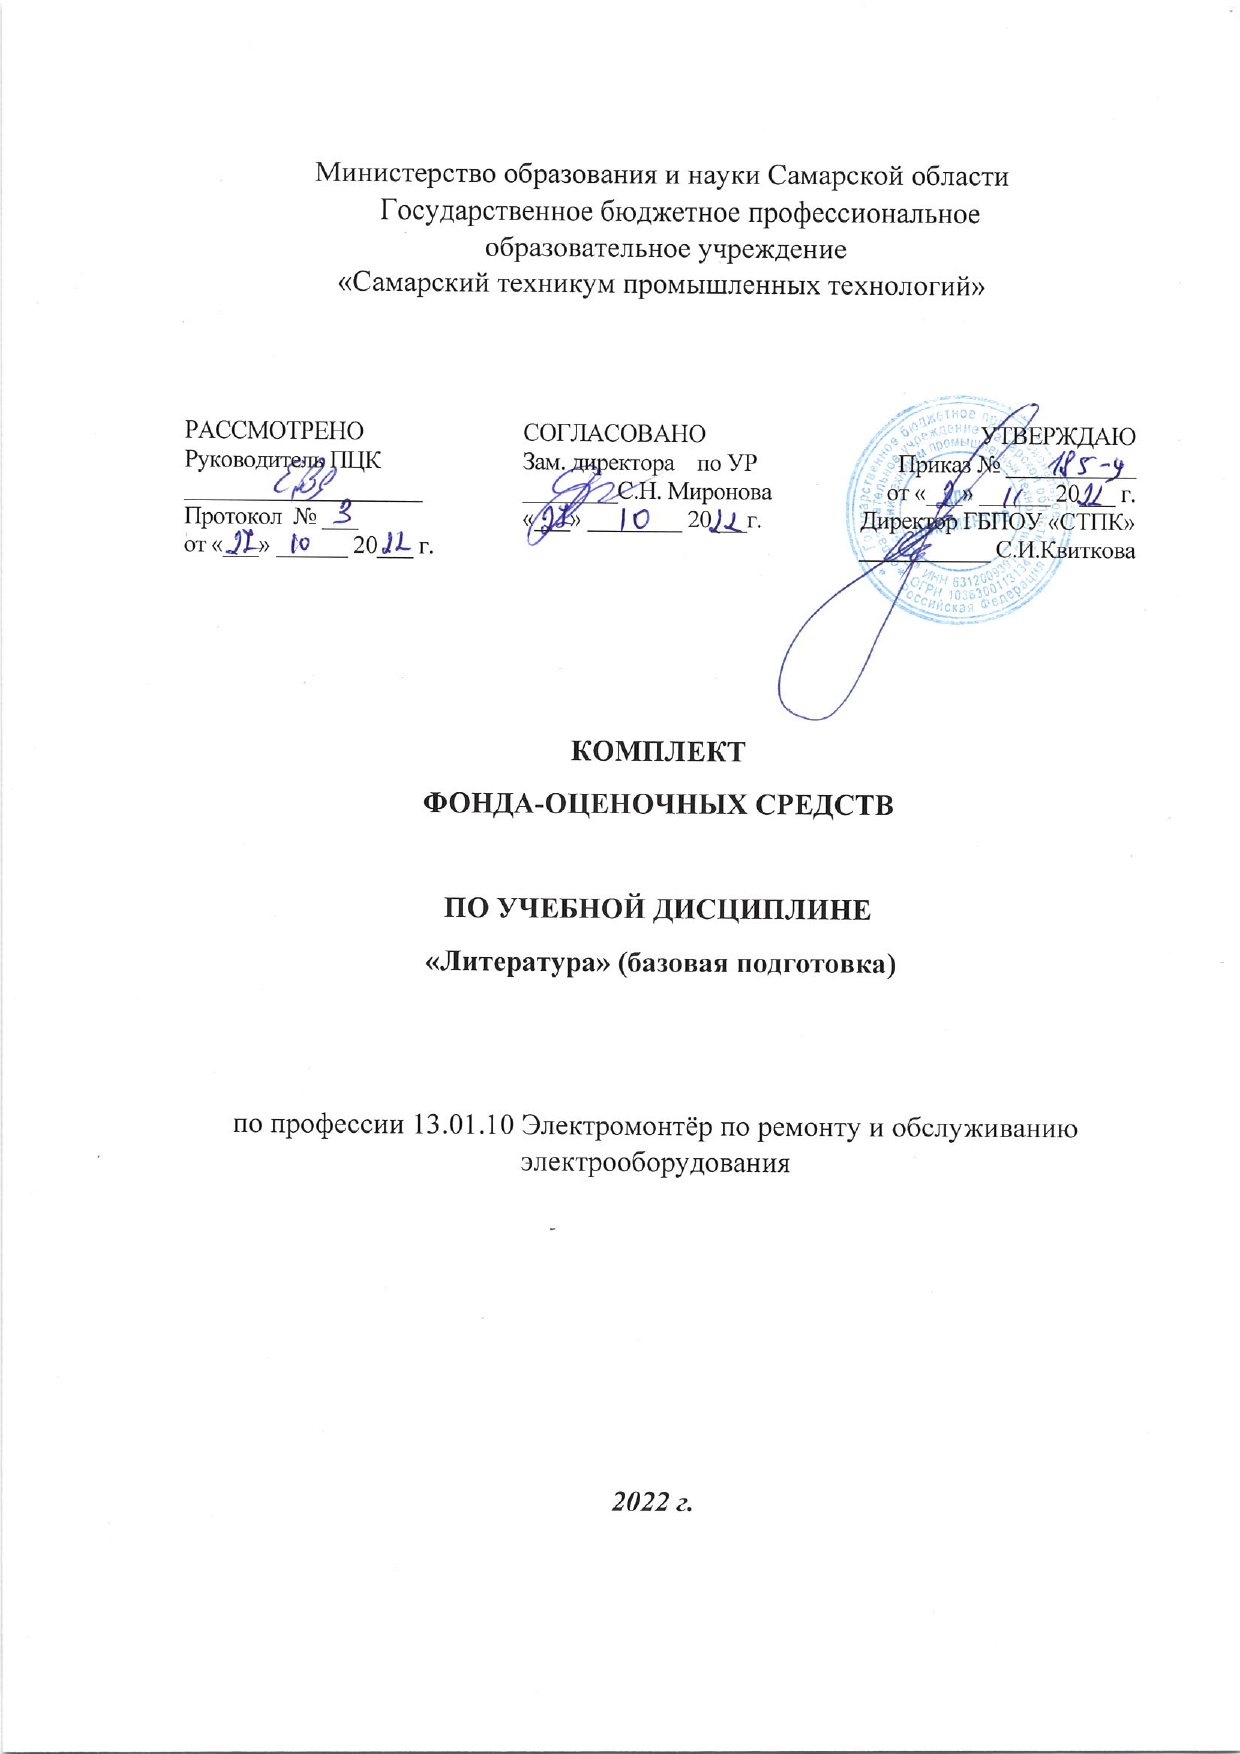 Министерство образования и науки Самарской области
Государственное бюджетное профессиональное
образовательное учреждение
«Самарский техникум промышленных технологий»
РАССМОТРЕНО
Руководитель ПЦК
Протокол № 3
от «27» 10 2022 г.
СОГЛАСОВАНО
Зам. директора по УР
С.Н. Миронова
«27» 10 2022 г.
УТВЕРЖДАЮ
Приказ № 185-у
от « 2 » 11 2022 г.
Директор ГБПОУ «СТПК»
С.И.Квиткова
КОМПЛЕКТ
ФОНДА-ОЦЕНОЧНЫХ СРЕДСТВ
ПО УЧЕБНОЙ ДИСЦИПЛИНЕ
«Литература» (базовая подготовка)
по профессии 13.01.10 Электромонтёр по ремонту и обслуживанию
электрооборудования
2022 г.